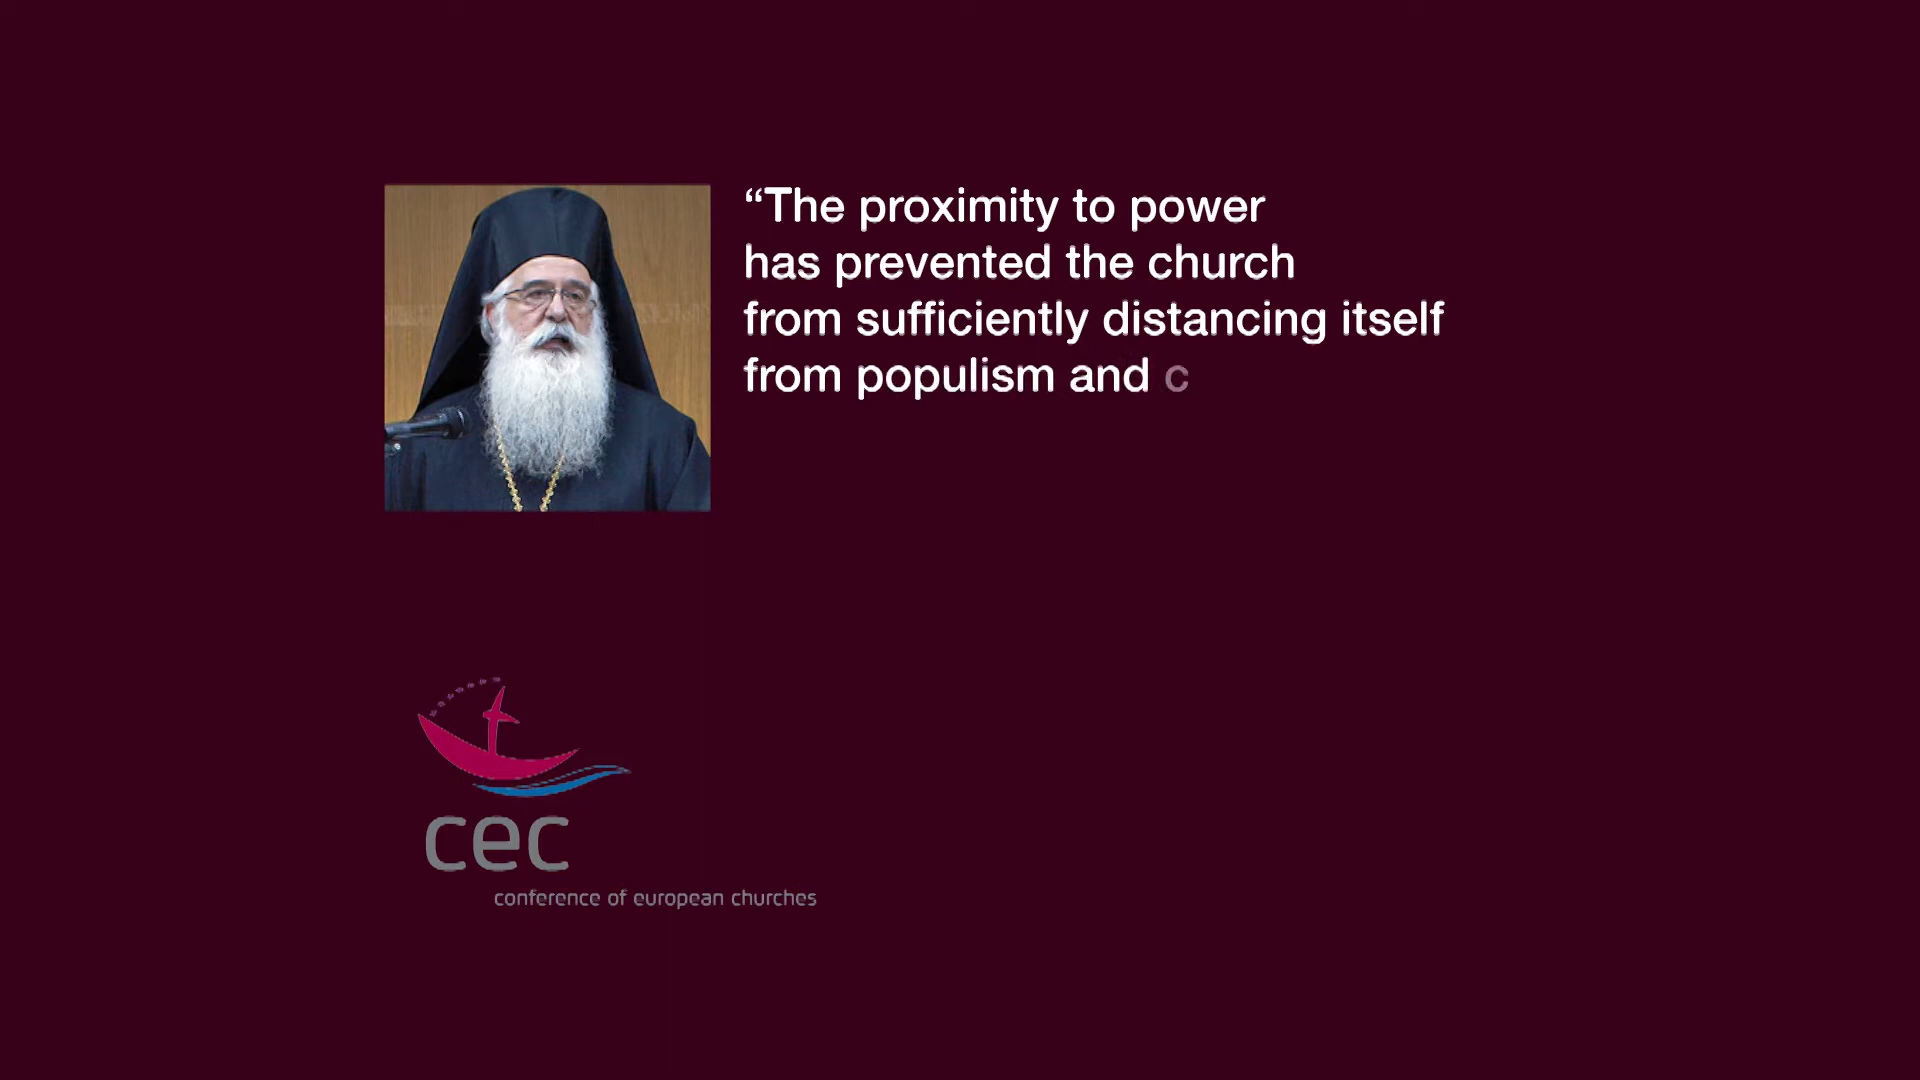 “The proximity to power
has prevented the church
from sufficiently distancing itself
from populism and c
cec
conference of european churches